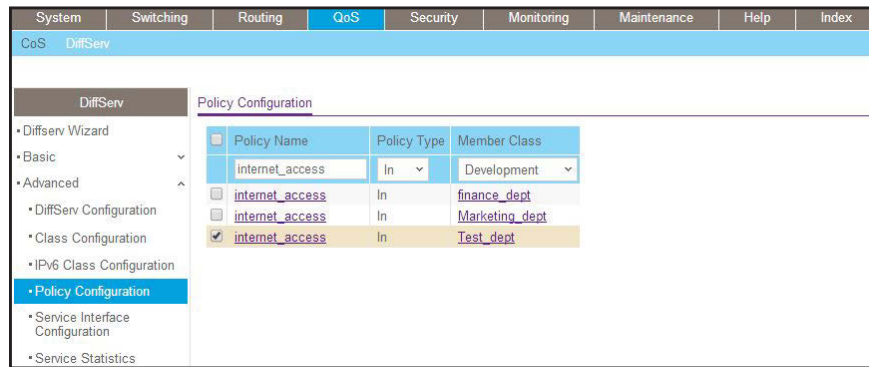 System Switching Routing QoS Security Monitoring Maintenance Help Index
CoS DiffServ
DiffServ
Policy Configuration
Diffserv Wizard
Basic
Advanced
DiffServ Configuration
Class Configuration
IPv6 Class Configuration
Policy Configuration
Service Interface
Configuration
Service Statistics
Policy Name Policy Type Member Class
internet_access In Development
internet_access In finance_dept
internet_access In Marketing_dept
internet_access In Test_dept